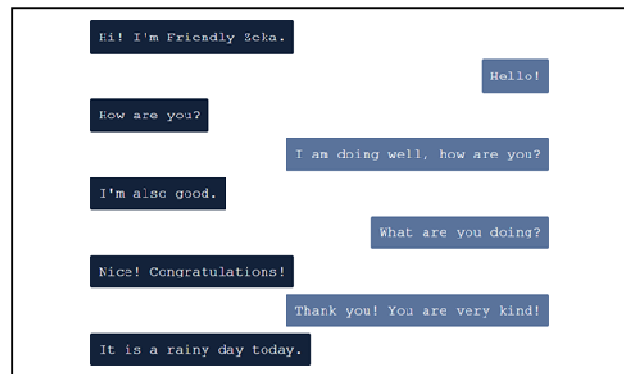 Hi! I'm Friendly Zeka.
Hello!
How are you?
I am doing well, how are you?
I'm also good.
What are you doing?
Nice! Congratulations!
Thank you! You are very kind!
It is a rainy day today.